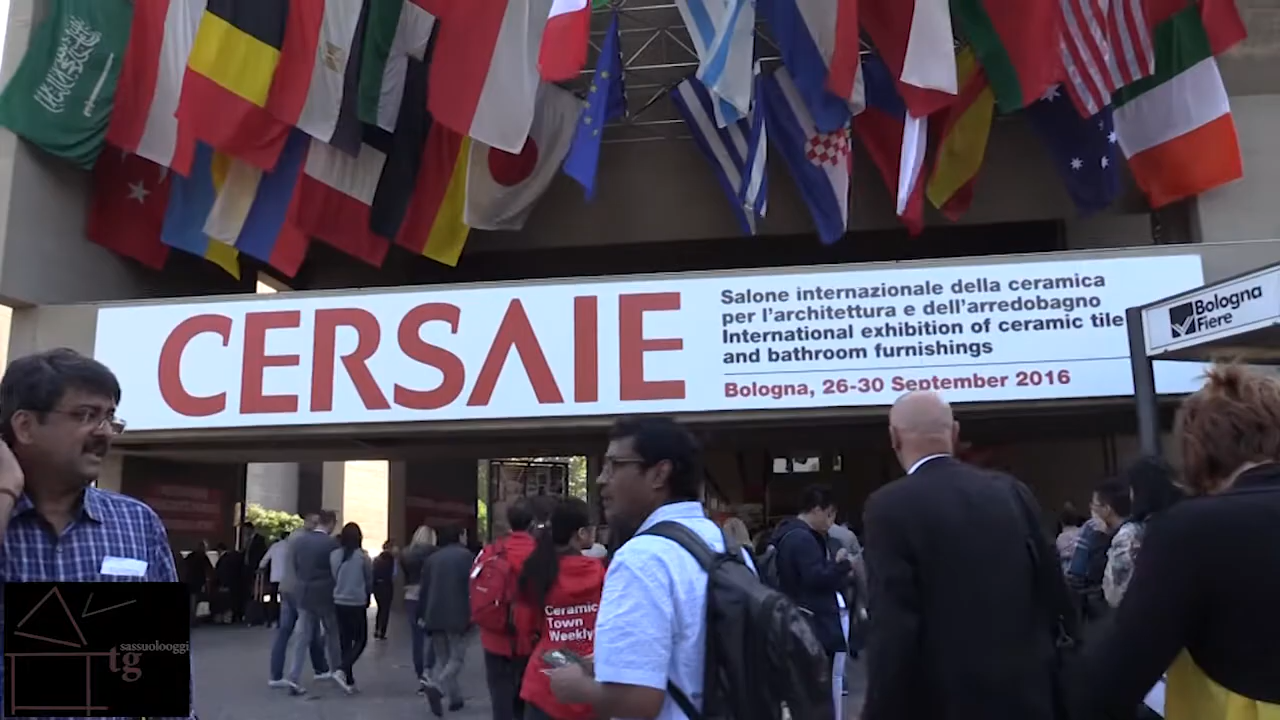 CERSAIE
Salone internazionale della ceramica
per l'architettura e dell'arredobagno
International exhibition of ceramic tile
and bathroom furnishings
Bologna, 26-30 September 2016
Bologna
Fiere
Ceramic
Town
Weekly
sassuolooggi
tg